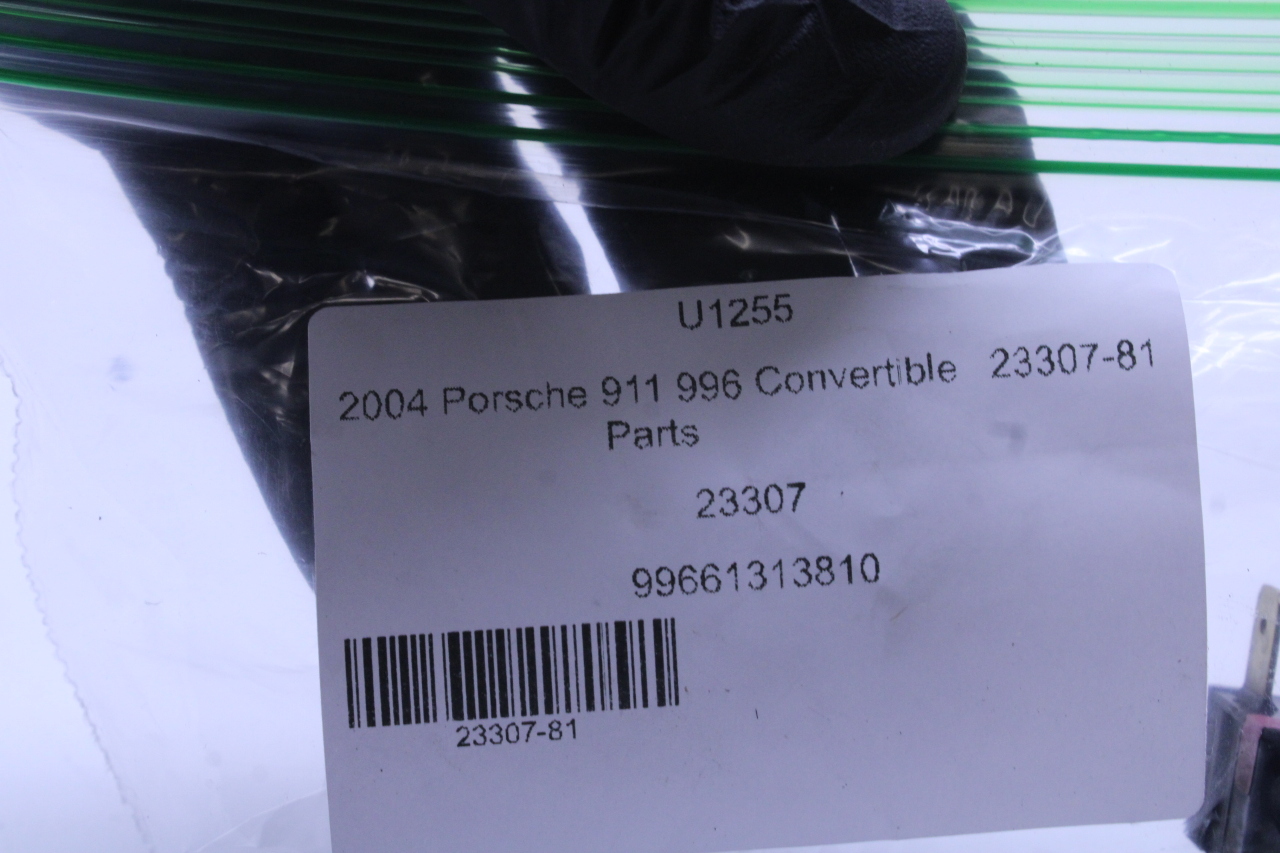 U1255
2004 Porsche 911 996 Convertible 23307-81
Parts
23307
99661313810
23307-81